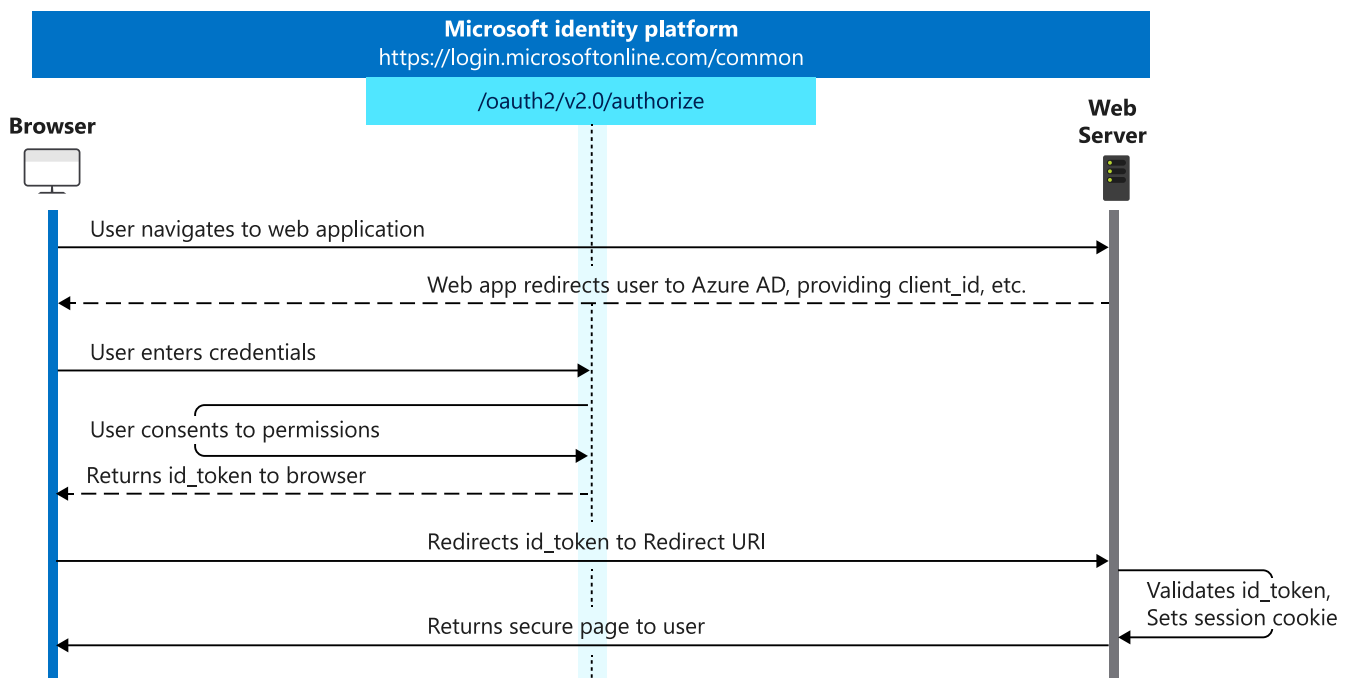 Microsoft identity platform
https://login.microsoftonline.com/common
/oauth2/v2.0/authorize
Browser
Web
Server
User navigates to web application
Web app redirects user to Azure AD, providing client_id, etc.
User enters credentials
User consents to permissions
Returns id_token to browser
Redirects id_token to Redirect URI
Validates id_token,
Sets session cookie
Returns secure page to user